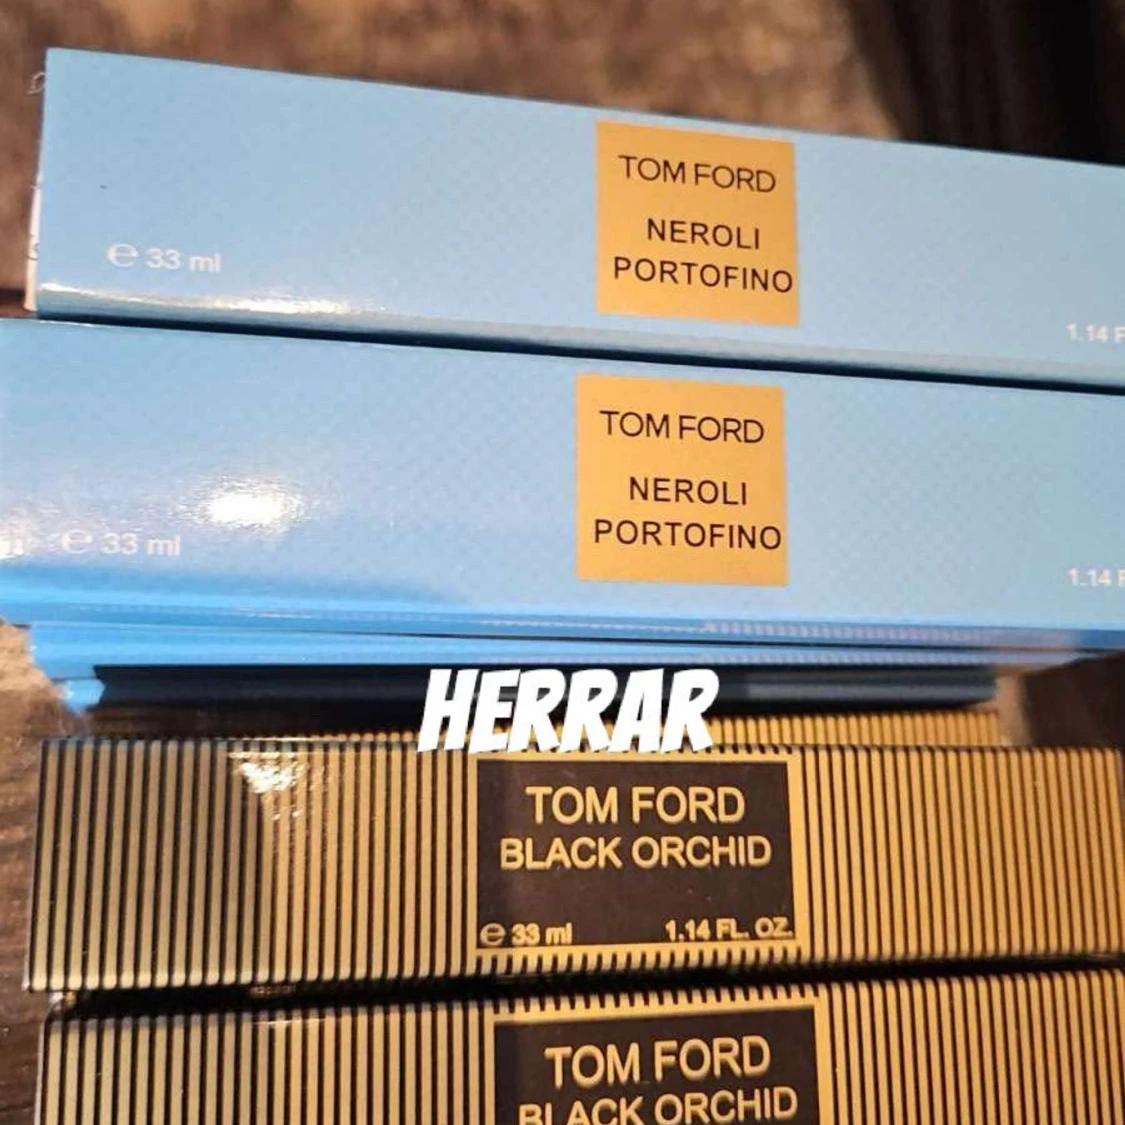 TOM FORD
NEROLI
PORTOFINO
e 33 ml
1.14 F
TOM FORD
NEROLI
PORTOFINO
e 33 ml
1.14 F
HERRAR
TOM FORD
BLACK ORCHID
e 33 ml 1.14 FL. OZ.
TOM FORD
BLACK ORCHID